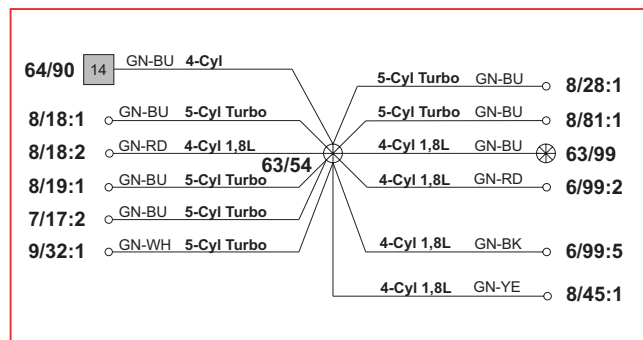 64/90 14 GN-BU 4-Cyl
8/18:1 GN-BU 5-Cyl Turbo
8/18:2 GN-RD 4-Cyl 1,8L
8/19:1 GN-BU 5-Cyl Turbo
7/17:2 GN-BU 5-Cyl Turbo
9/32:1 GN-WH 5-Cyl Turbo
63/54
5-Cyl Turbo GN-BU 8/28:1
5-Cyl Turbo GN-BU 8/81:1
4-Cyl 1,8L GN-BU 63/99
4-Cyl 1,8L GN-RD 6/99:2
4-Cyl 1,8L GN-BK 6/99:5
4-Cyl 1,8L GN-YE 8/45:1